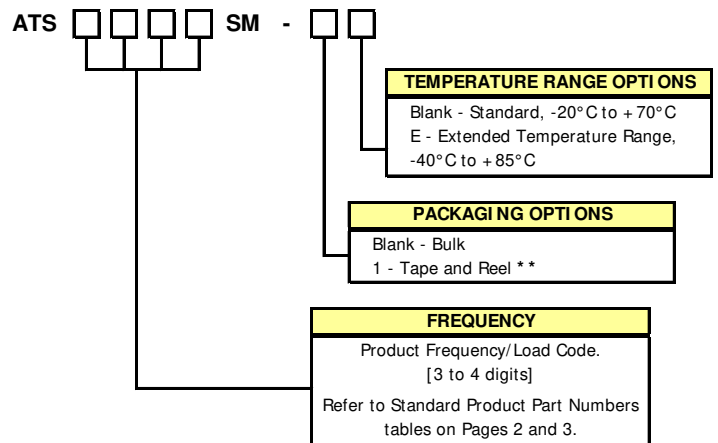 ATS SM -
TEMPERATURE RANGE OPTIONS
Blank - Standard, -20°C to +70°C
E - Extended Temperature Range,
-40°C to +85°C
PACKAGING OPTIONS
Blank - Bulk
1 - Tape and Reel **
FREQUENCY
Product Frequency/Load Code.
[3 to 4 digits]
Refer to Standard Product Part Numbers
tables on Pages 2 and 3.